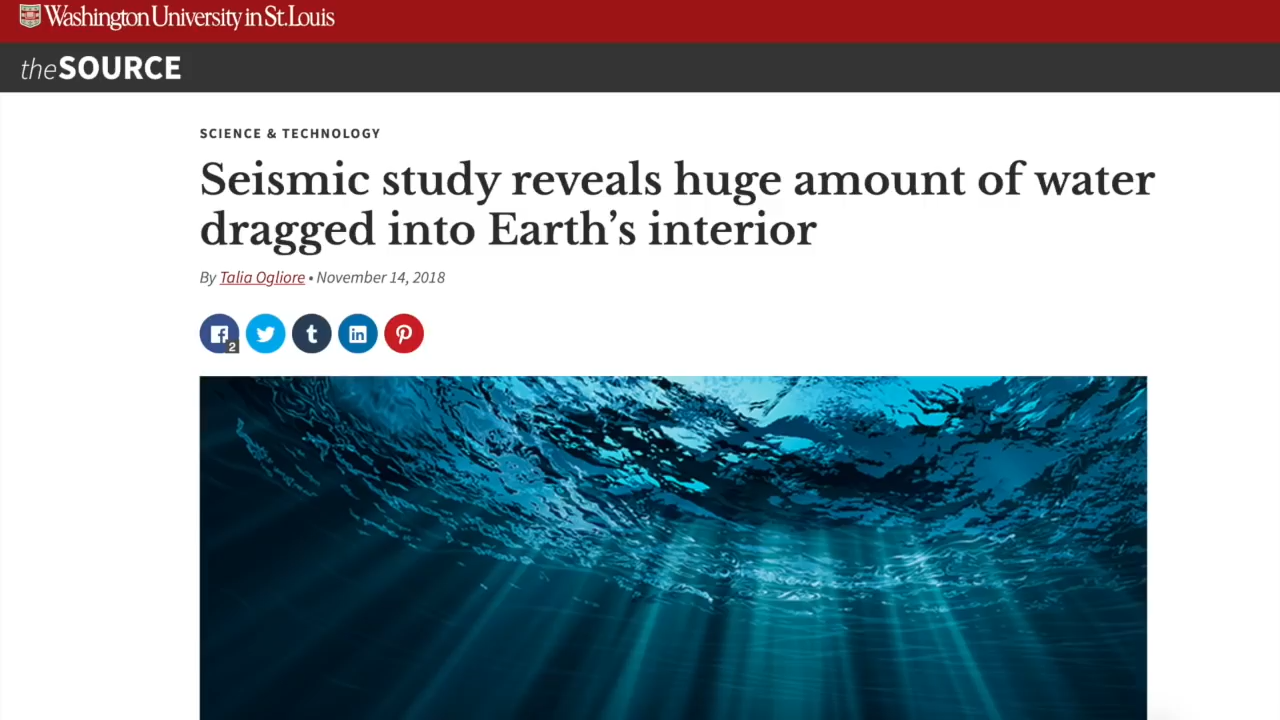 Washington University in St. Louis
theSOURCE
SCIENCE & TECHNOLOGY
Seismic study reveals huge amount of water
dragged into Earth’s interior
By Talia Ogliore • November 14, 2018
2